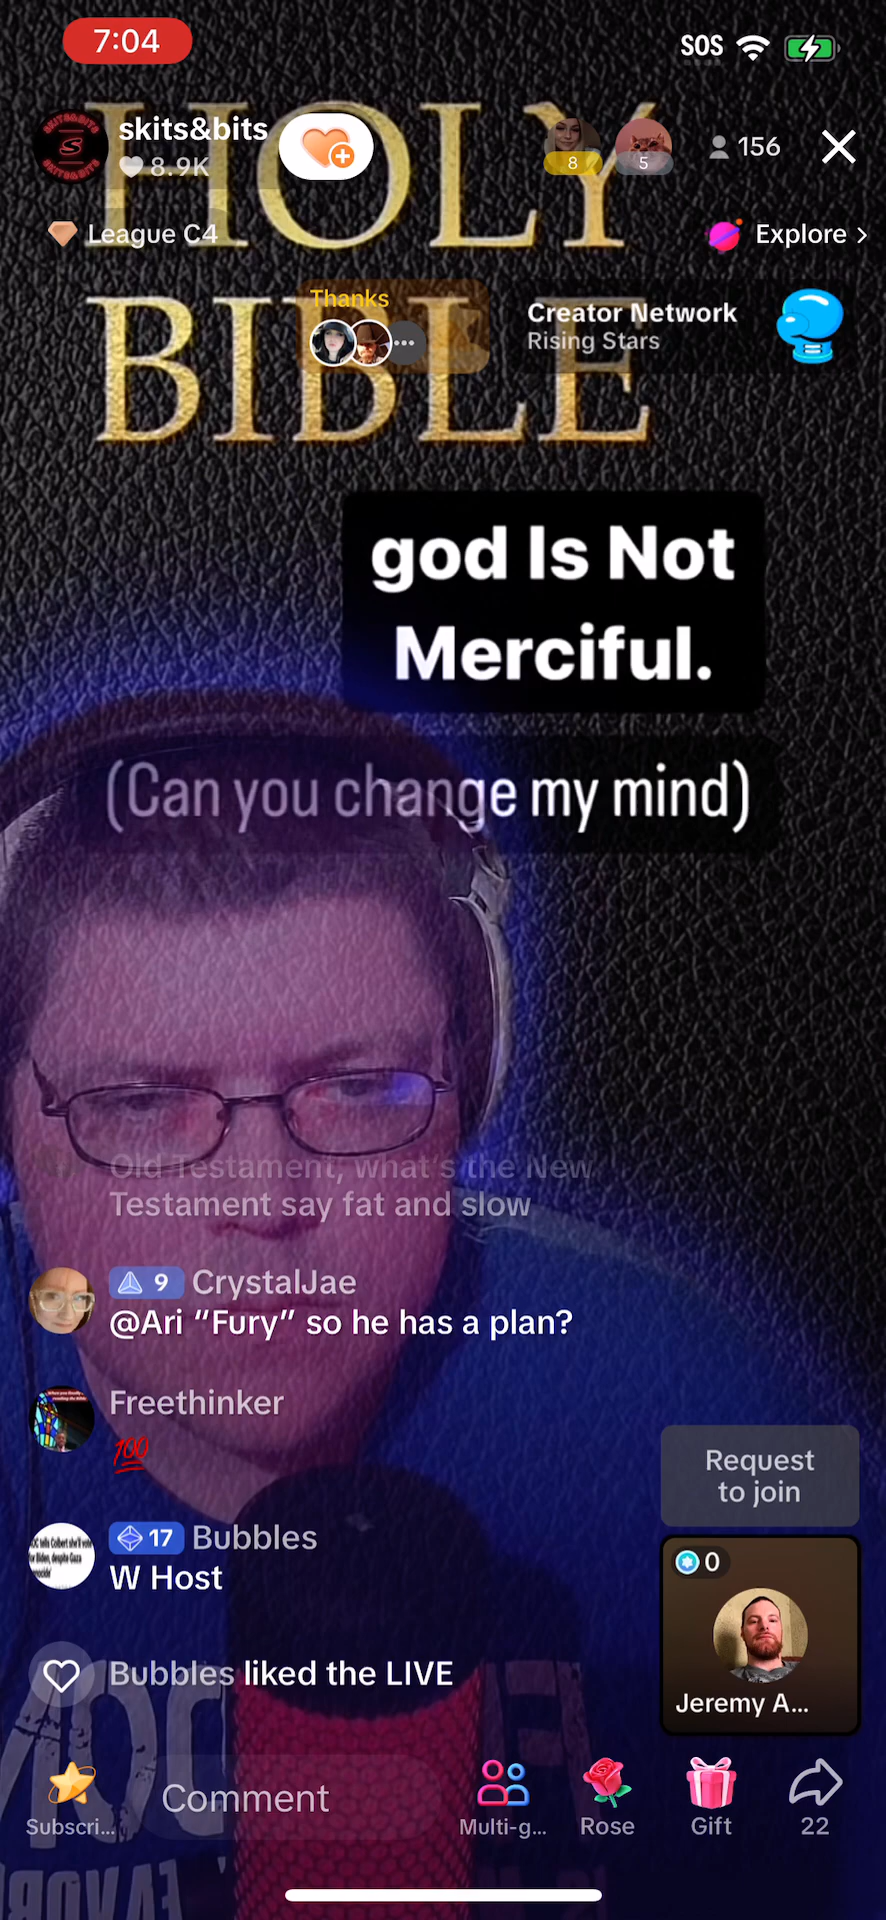 7:04
SOS
skits&bits
8.9K
8
5
156
League C4
Explore >
HOLY
BIBLE
Thanks
Creator Network
Rising Stars
god Is Not
Merciful.
(Can you change my mind)
Old Testament, what's the New
Testament say fat and slow
9 CrystalJae
@Ari “Fury” so he has a plan?
Freethinker
100
17 Bubbles
W Host
Bubbles liked the LIVE
Request
to join
0
Jeremy A...
Subscri...
Comment
Multi-g...
Rose
Gift
22